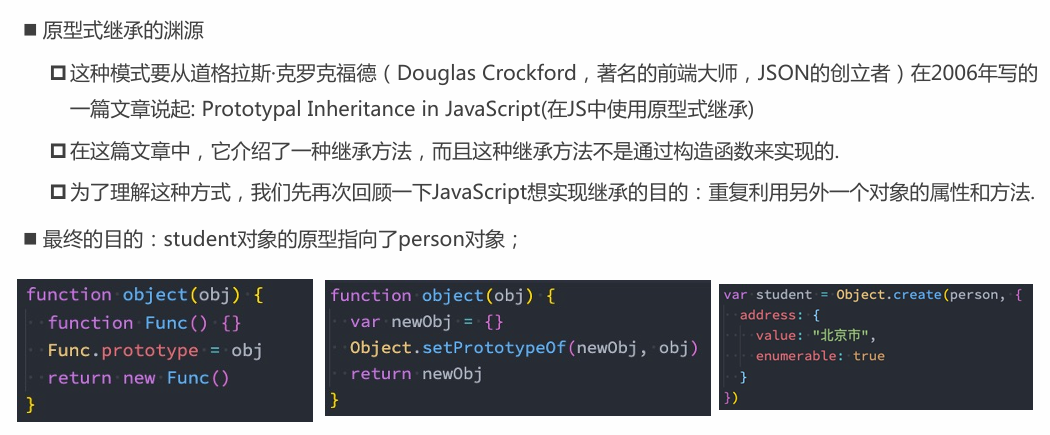 原型式继承的渊源
这种模式要从道格拉斯·克罗克福德（Douglas Crockford，著名的前端大师，JSON的创立者）在2006年写的
一篇文章说起: Prototypal Inheritance in JavaScript(在JS中使用原型式继承)
在这篇文章中，它介绍了一种继承方法，而且这种继承方法不是通过构造函数来实现的.
为了理解这种方式，我们先再次回顾一下JavaScript想实现继承的目的：重复利用另外一个对象的属性和方法.
最终的目的：student对象的原型指向了person对象；
function object(obj) {
  function Func() {}
  Func.prototype = obj
  return new Func()
}
function object(obj) {
  var newObj = {}
  Object.setPrototypeOf(newObj, obj)
  return newObj
}
var student = Object.create(person, {
  address: {
    value: "北京市",
    enumerable: true
  }
})